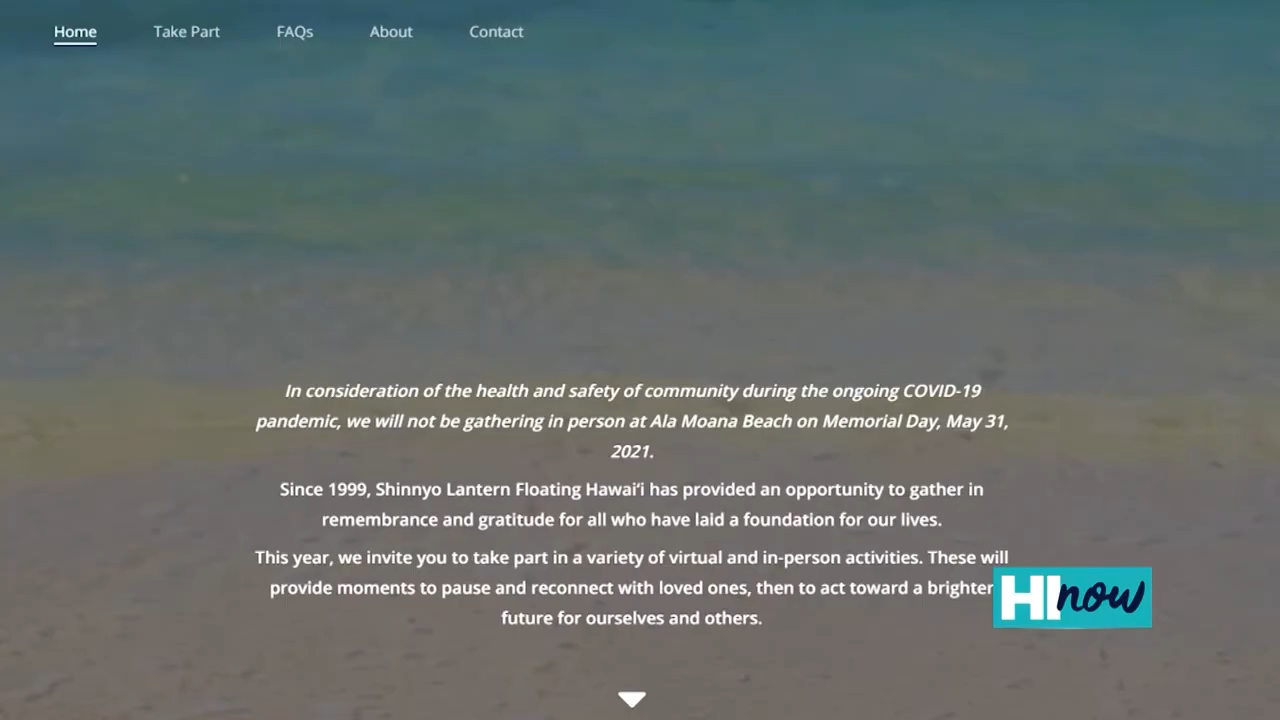 Home
Take Part
FAQs
About
Contact
In consideration of the health and safety of community during the ongoing COVID-19
pandemic, we will not be gathering in person at Ala Moana Beach on Memorial Day, May 31,
2021.
Since 1999, Shinnyo Lantern Floating Hawaiʻi has provided an opportunity to gather in
remembrance and gratitude for all who have laid a foundation for our lives.
This year, we invite you to take part in a variety of virtual and in-person activities. These will
provide moments to pause and reconnect with loved ones, then to act toward a brighter
future for ourselves and others.
HI now